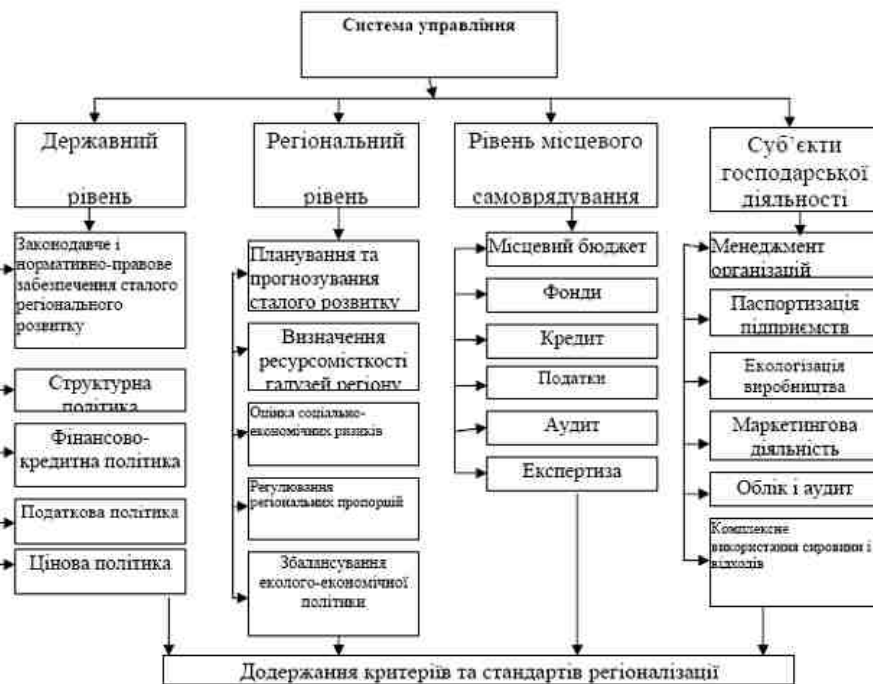 Система управління
Державний
рівень
Регіональний
рівень
Рівень місцевого
самоврядування
Суб’єкти
господарської
діяльності
Законодавче і
нормативно-правове
забезпечення сталого
регіонального
розвитку
Структурна
політика
Фінансово-
кредитна політика
Податкова політика
Цінова політика
Планування та
прогнозування
сталого розвитку
Визначення
ресурсомісткості
галузей регіону
Оцінка соціально-
економічних ризиків
Регулювання
регіональних пропорцій
Збалансування
еколого-економічної
політики
Місцевий бюджет
Фонди
Кредит
Податки
Аудит
Експертиза
Менеджмент
організацій
Паспортизація
підприємств
Екологізація
виробництва
Маркетингова
діяльність
Облік і аудит
Комплексне
використання сировини і
відходів
Додержання критеріїв та стандартів регіоналізації